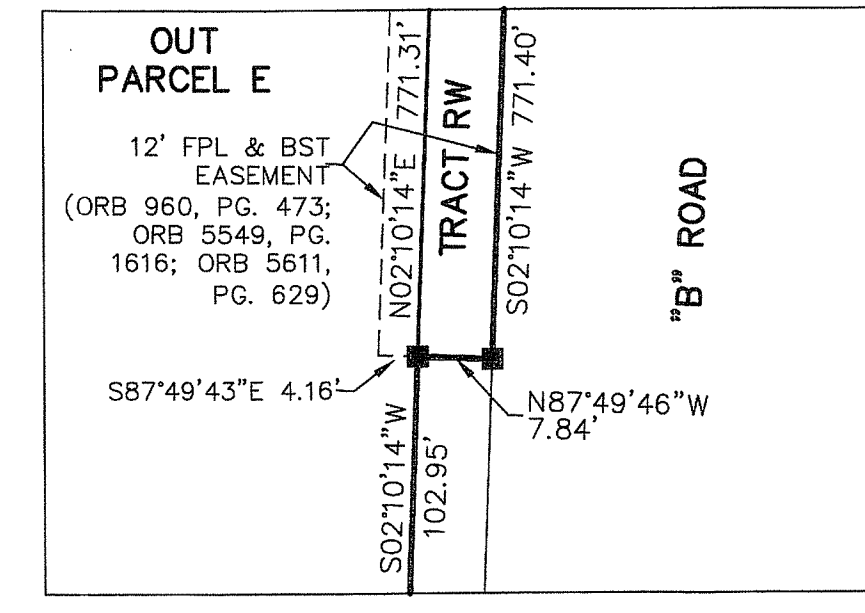 OUT
PARCEL E
12' FPL & BST
EASEMENT
(ORB 960, PG. 473;
ORB 5549, PG.
1616; ORB 5611,
PG. 629)
N02°10'14"E 771.31'
TRACT RW
S02°10'14"W 771.40'
"B" ROAD
S87°49'43"E 4.16'
N87°49'46"W
7.84'
S02°10'14"W
102.95'